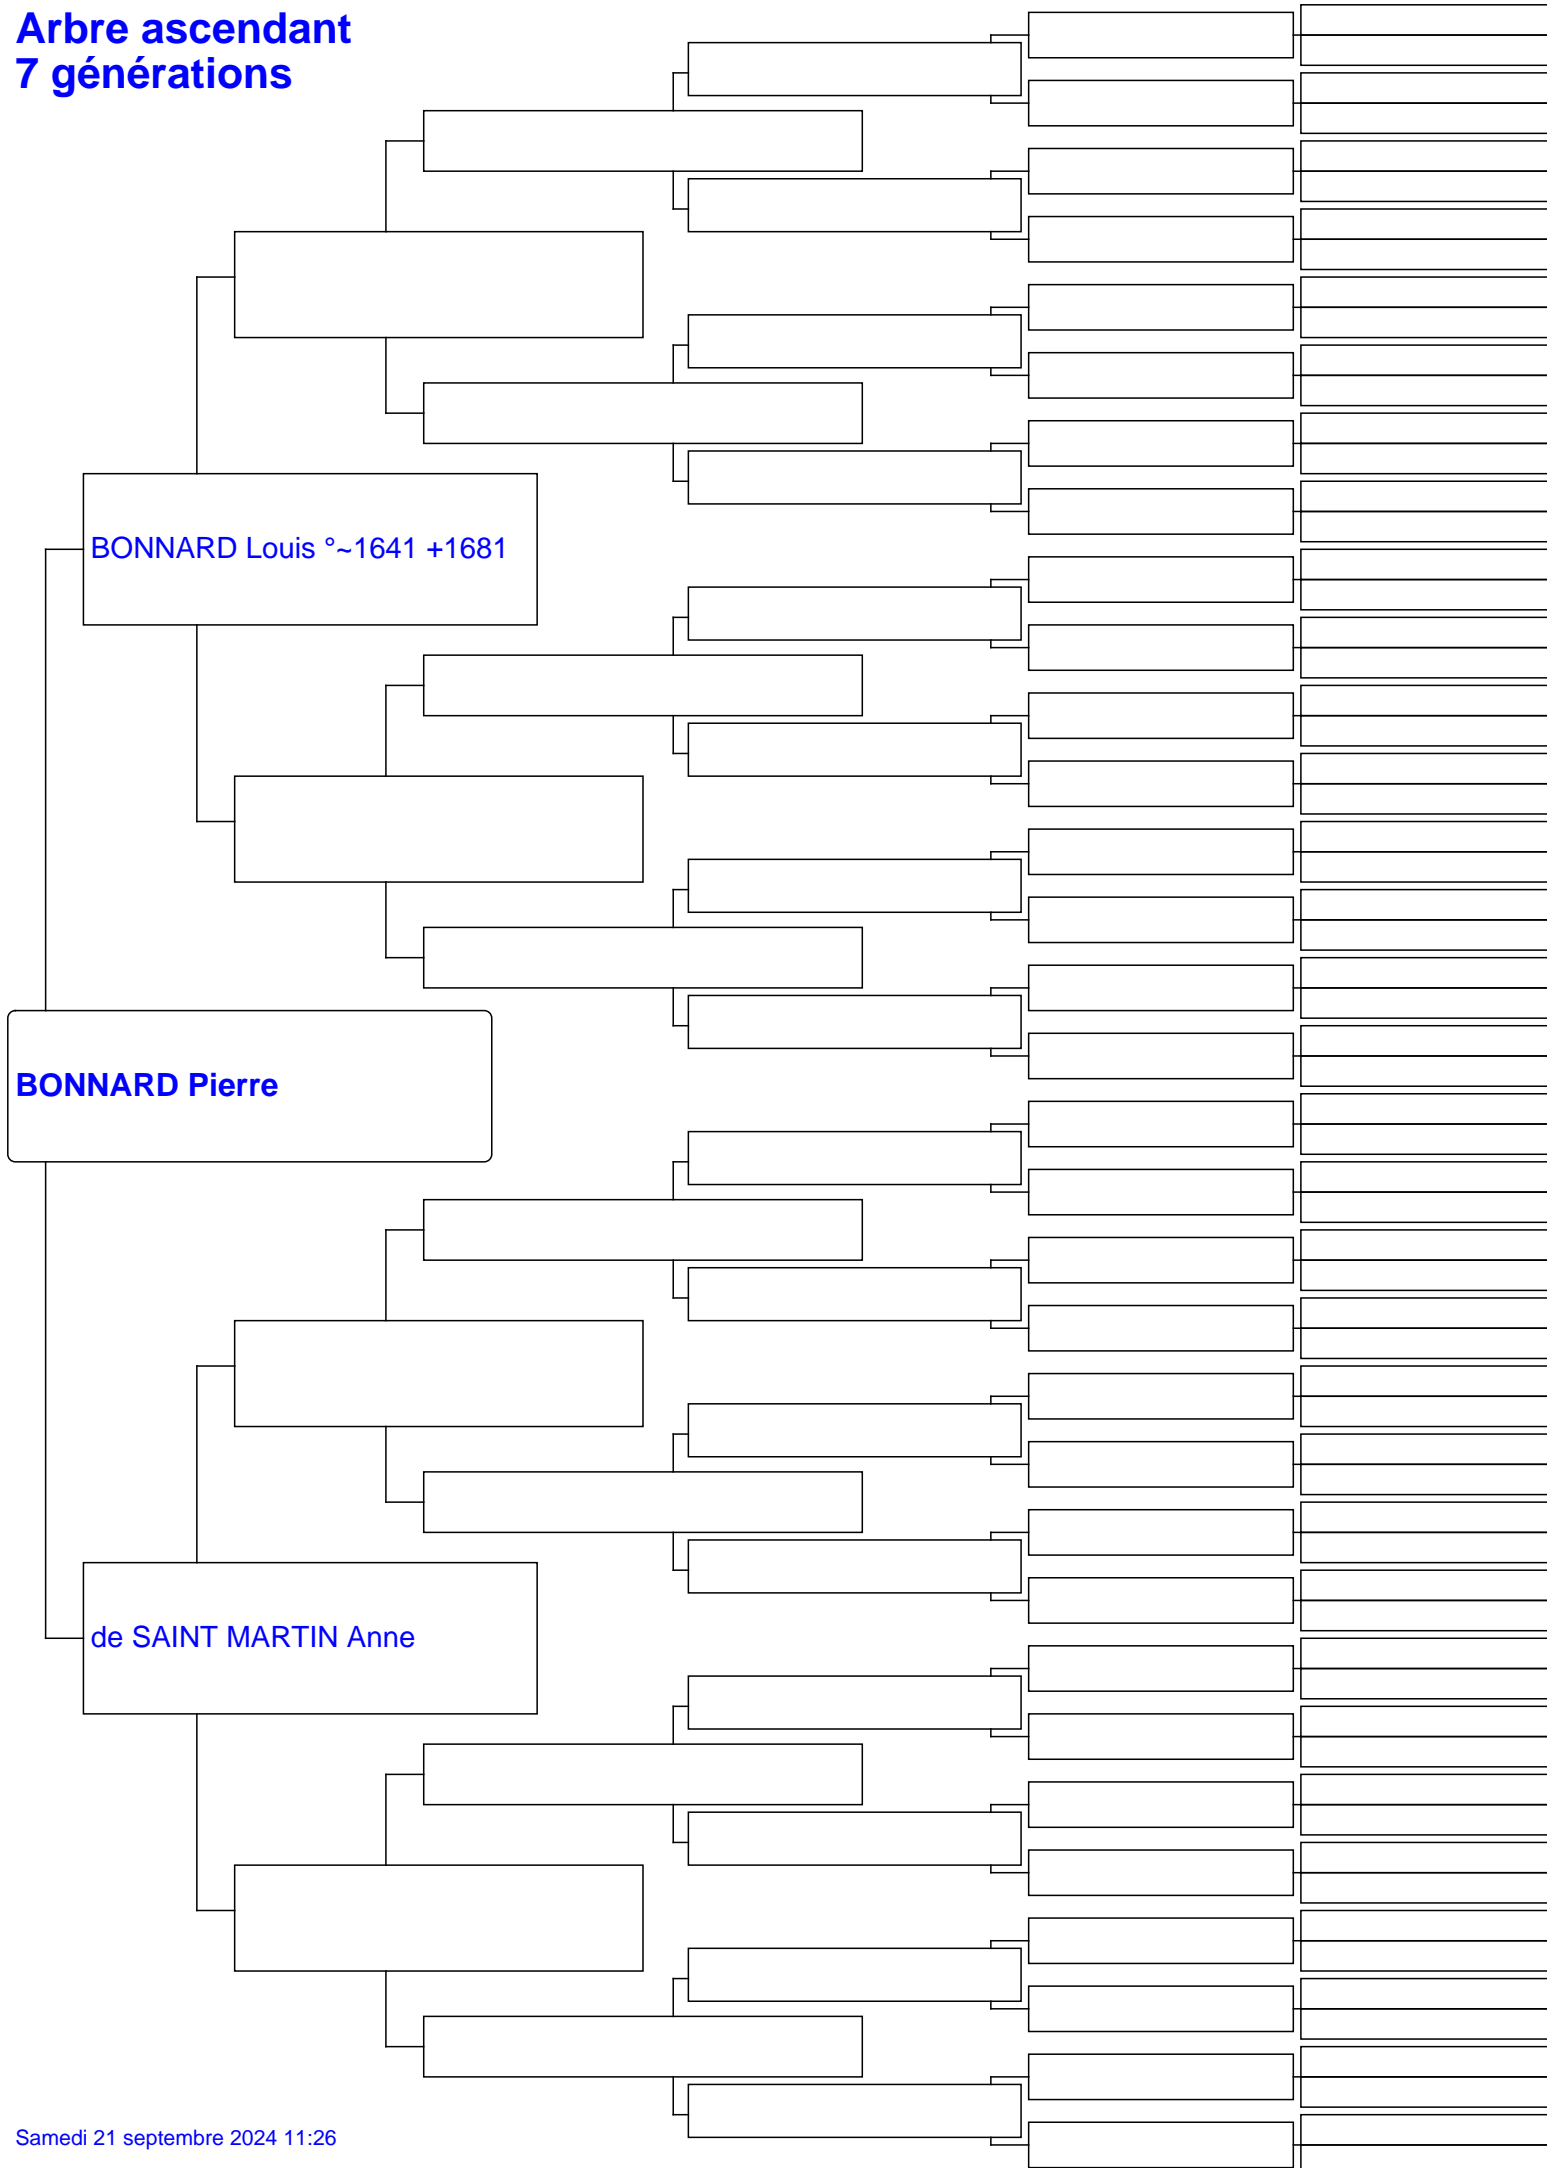 Arbre ascendant
7 générations
BONNARD Louis °~1641 +1681
BONNARD Pierre
de SAINT MARTIN Anne
Samedi 21 septembre 2024 11:26